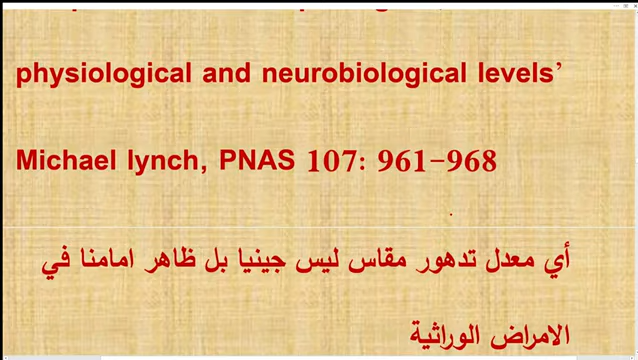 physiological and neurobiological levels’
Michael lynch, PNAS 107: 961-968
أي معدل تدهور مقاس ليس جينيا بل ظاهر امامنا في
الامراض الوراثية